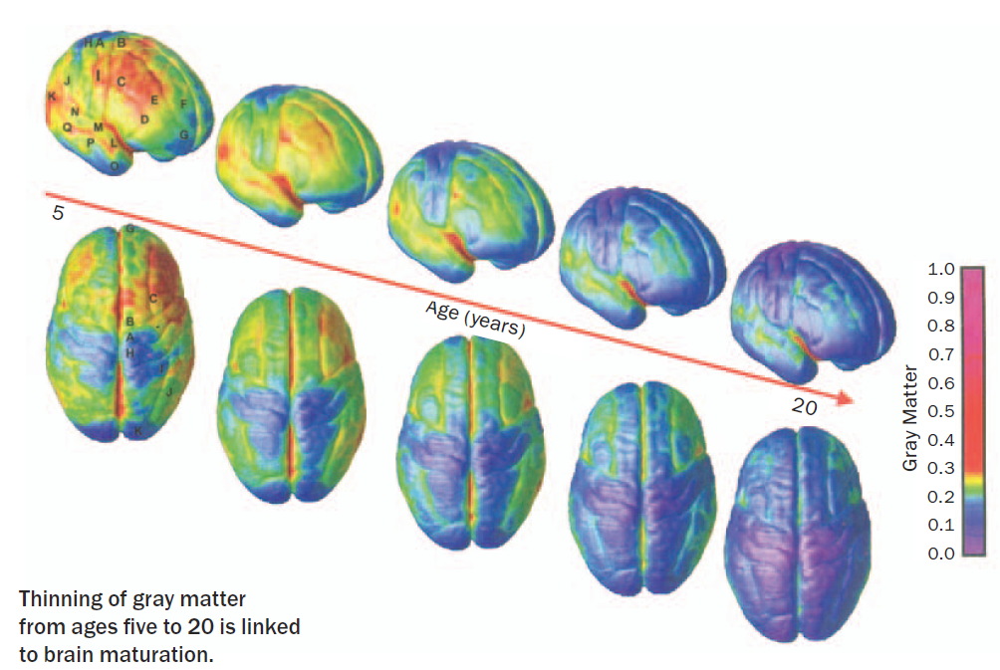 H A B
I
J
C
K
E
F
N
D
Q
M
G
P
L
O
5
G
C
B
A
H
I
J
K
Age (years)
20
Gray Matter
1.0
0.9
0.8
0.7
0.6
0.5
0.4
0.3
0.2
0.1
0.0
Thinning of gray matter
from ages five to 20 is linked
to brain maturation.